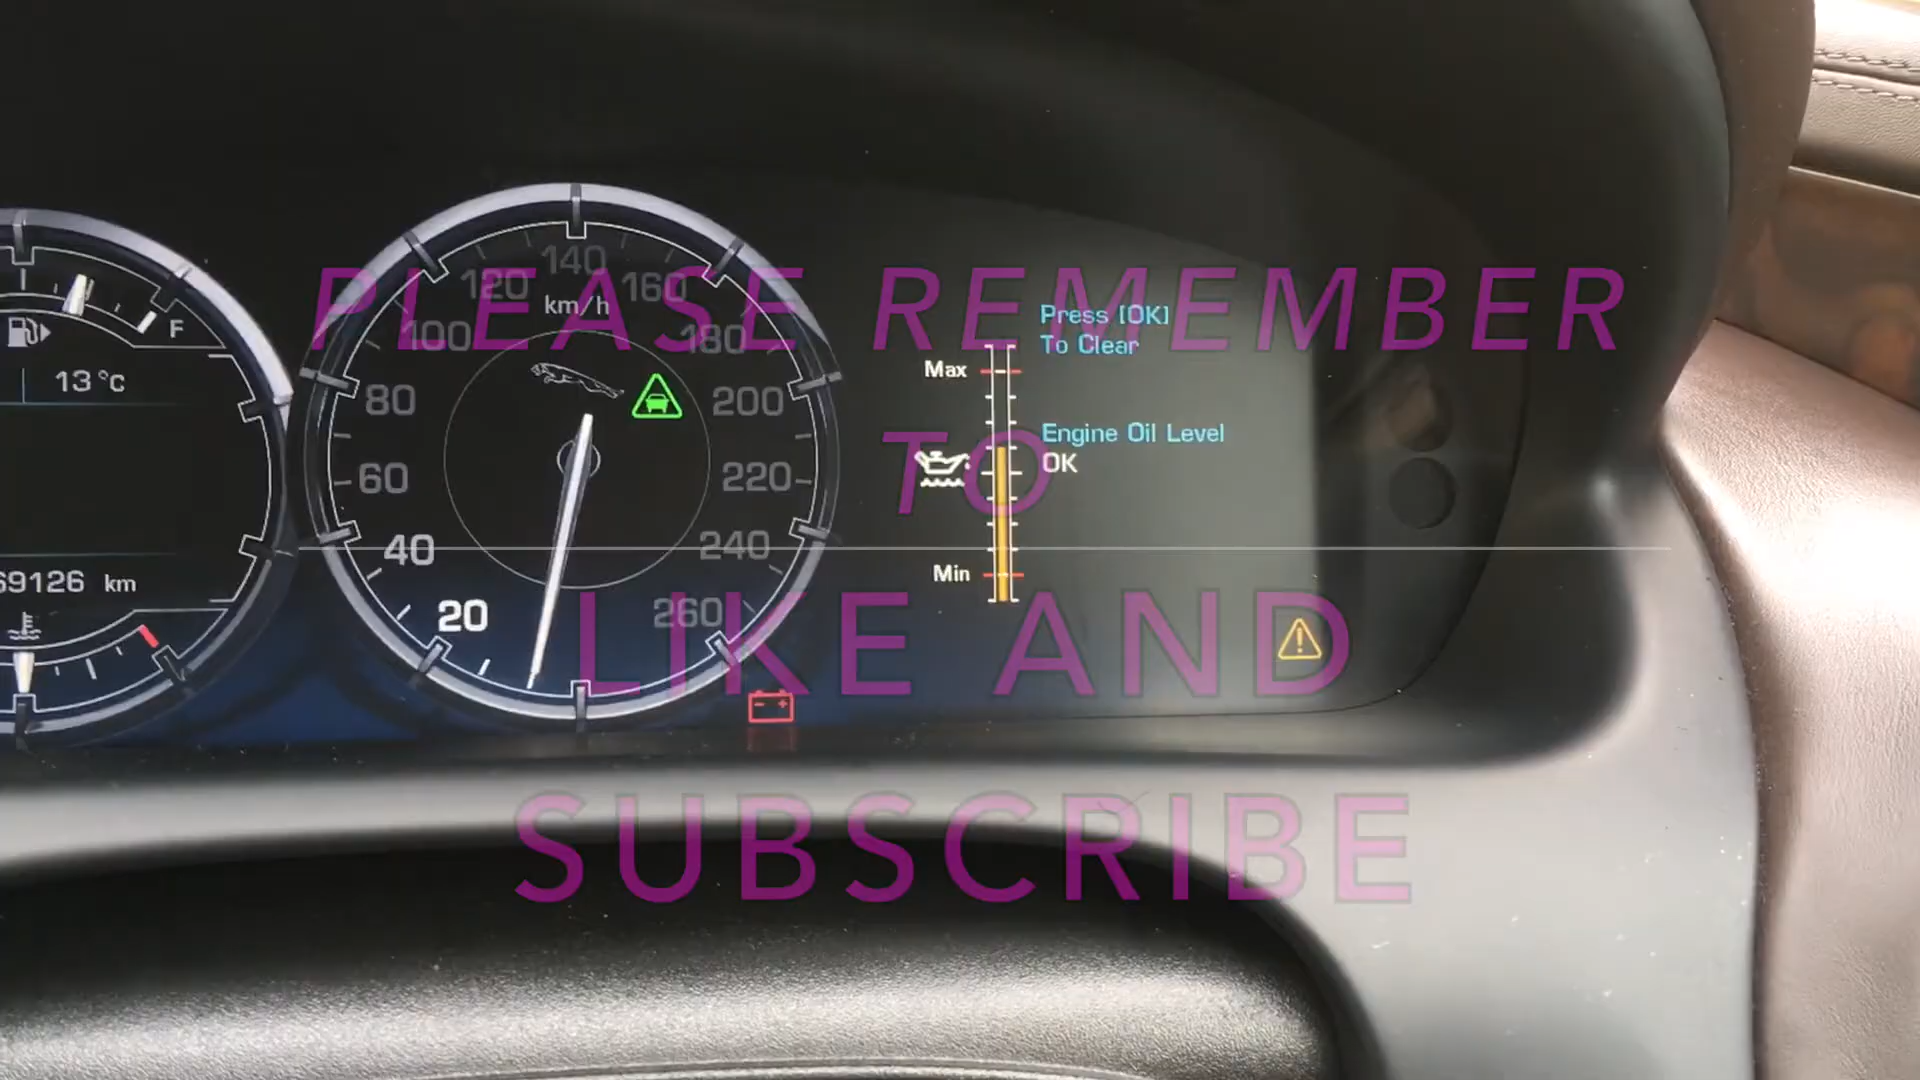 PLEASE REMEMBER
TO
LIKE AND
SUBSCRIBE
F
13°C
69126 km
140
120
160
km/h
100
180
80
200
60
220
40
240
20
260
Press [OK]
To Clear
Max
Engine Oil Level
OK
Min